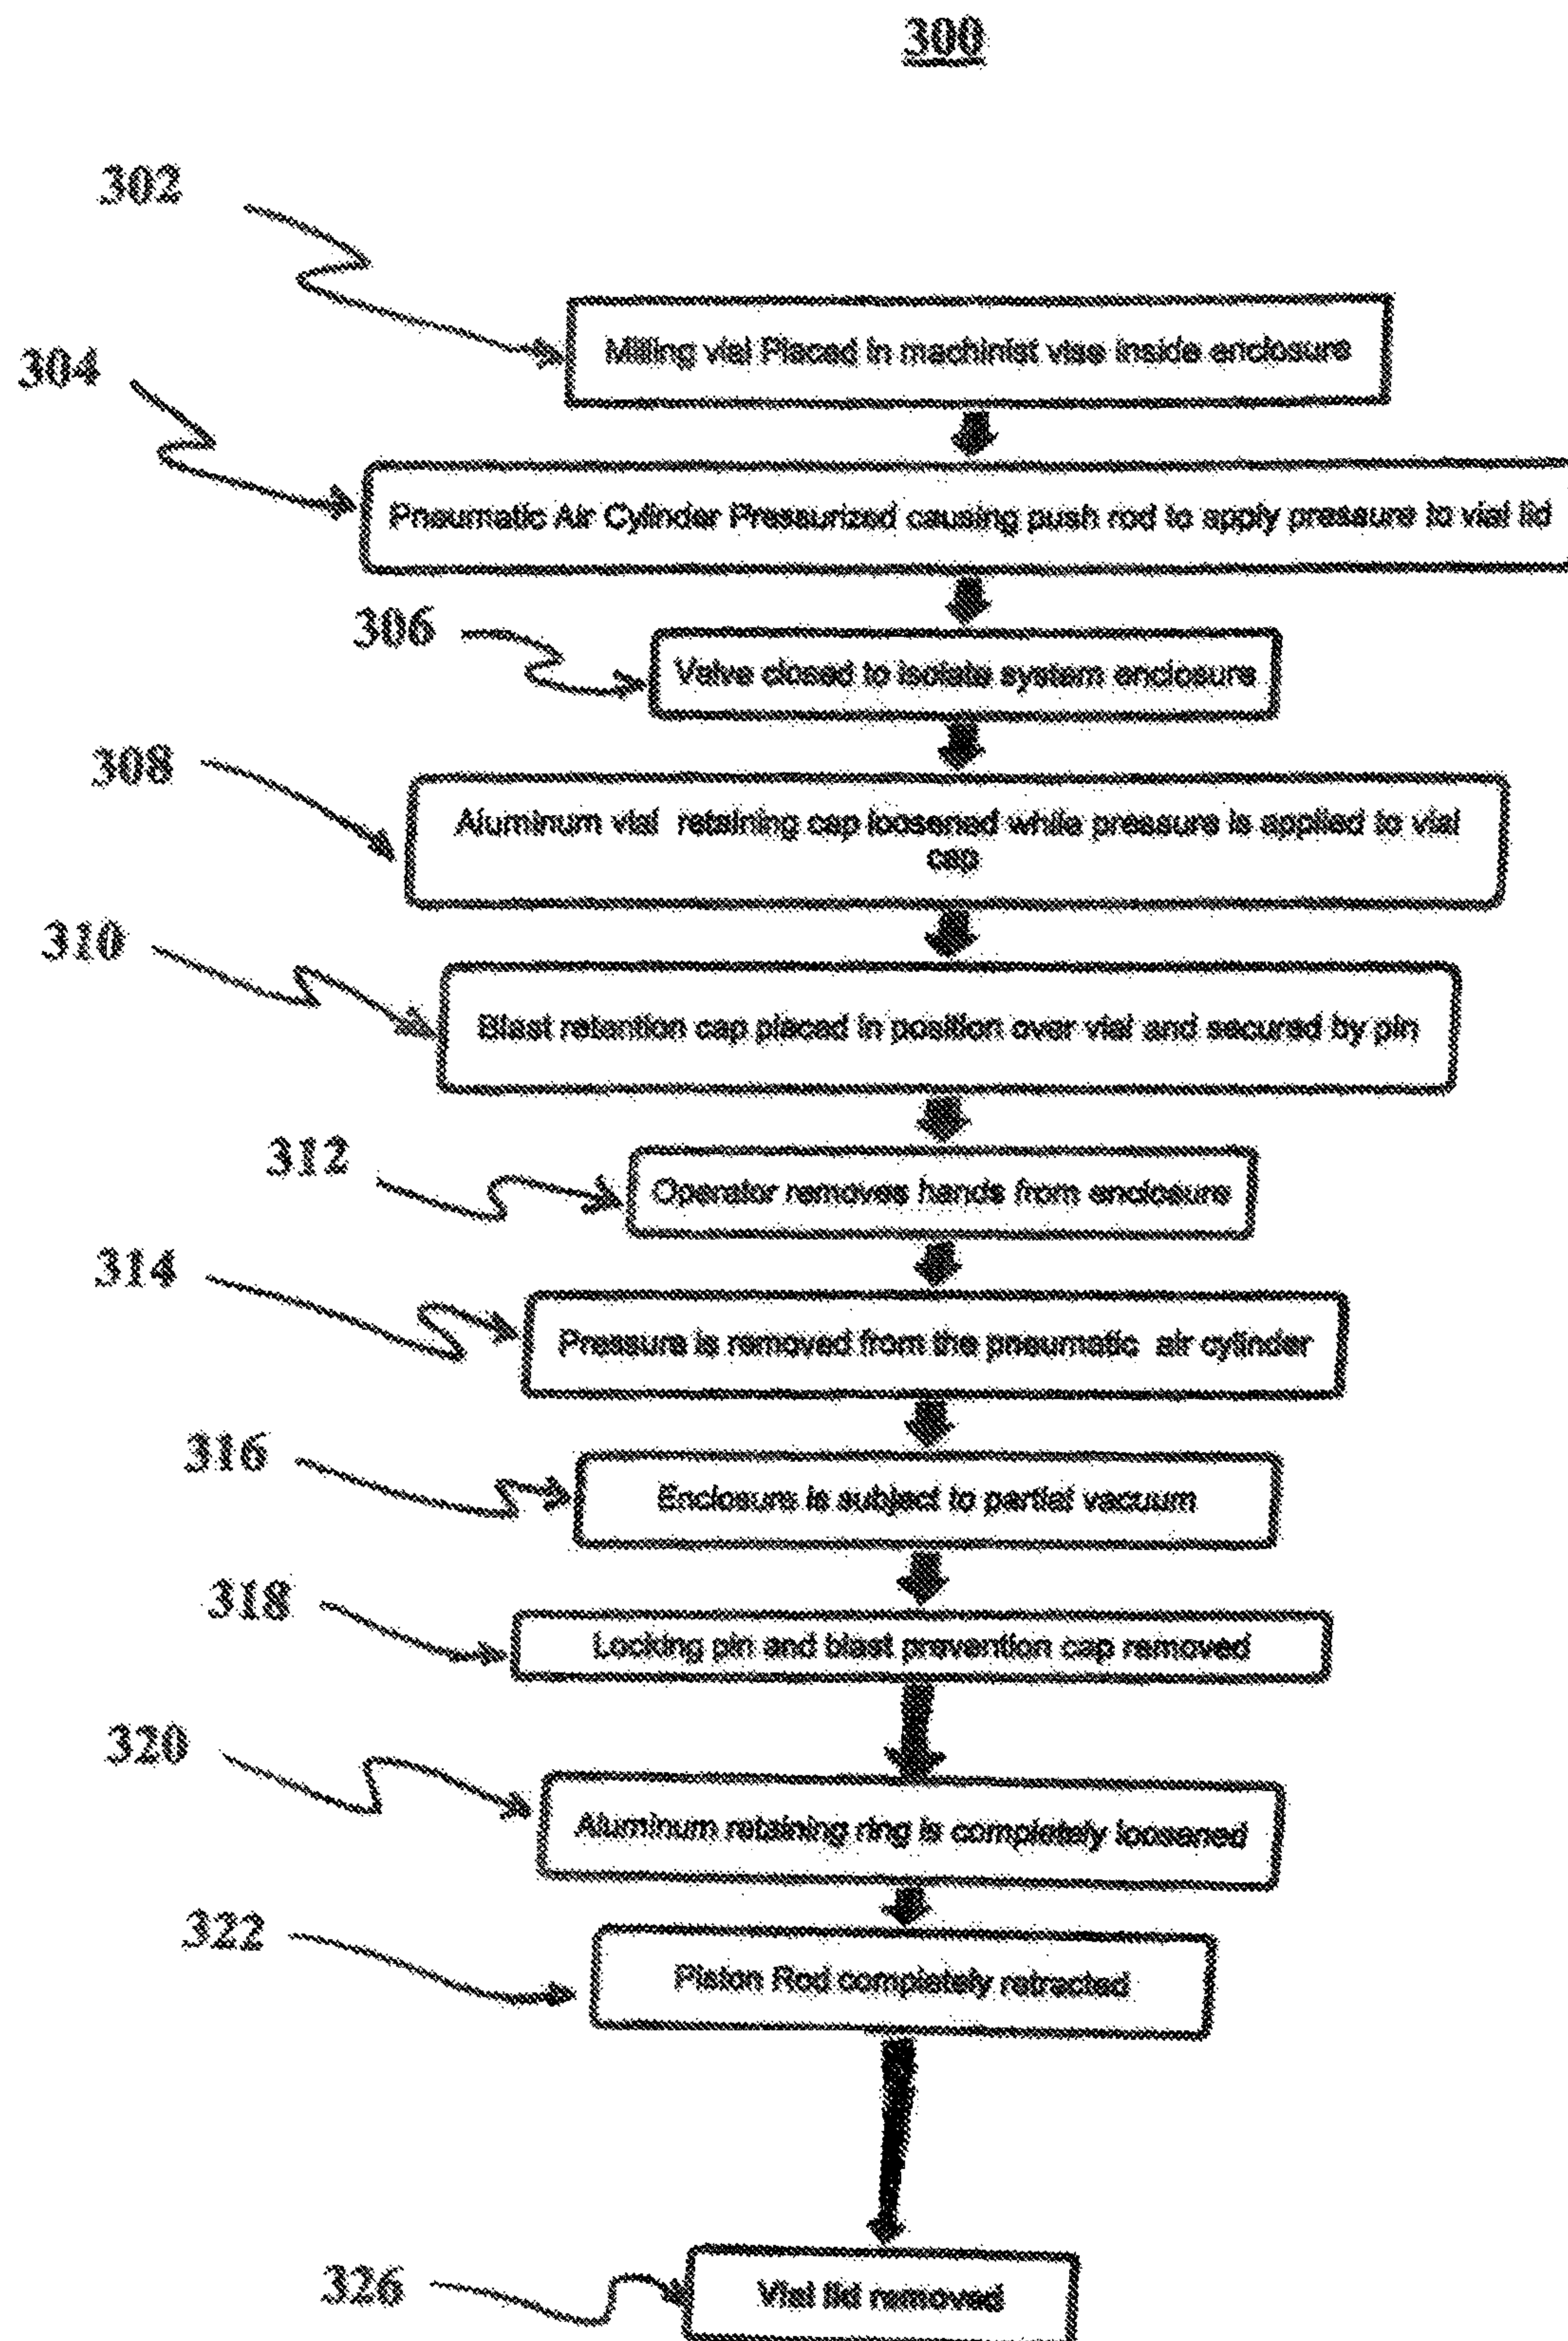 300
302
Milling vial Placed in machinist vise inside enclosure
304
Pneumatic Air Cylinder Pressurized causing push rod to apply pressure to vial lid
306
Valve closed to isolate system enclosure
308
Aluminum vial retaining cap loosened while pressure is applied to vial
cap
310
Blast retention cap placed in position over vial and secured by pin
312
Operator removes hands from enclosure
314
Pressure is removed from the pneumatic air cylinder
316
Enclosure is subject to partial vacuum
318
Locking pin and blast prevention cap removed
320
Aluminum retaining ring is completely loosened
322
Piston Rod completely retracted
326
Vial lid removed